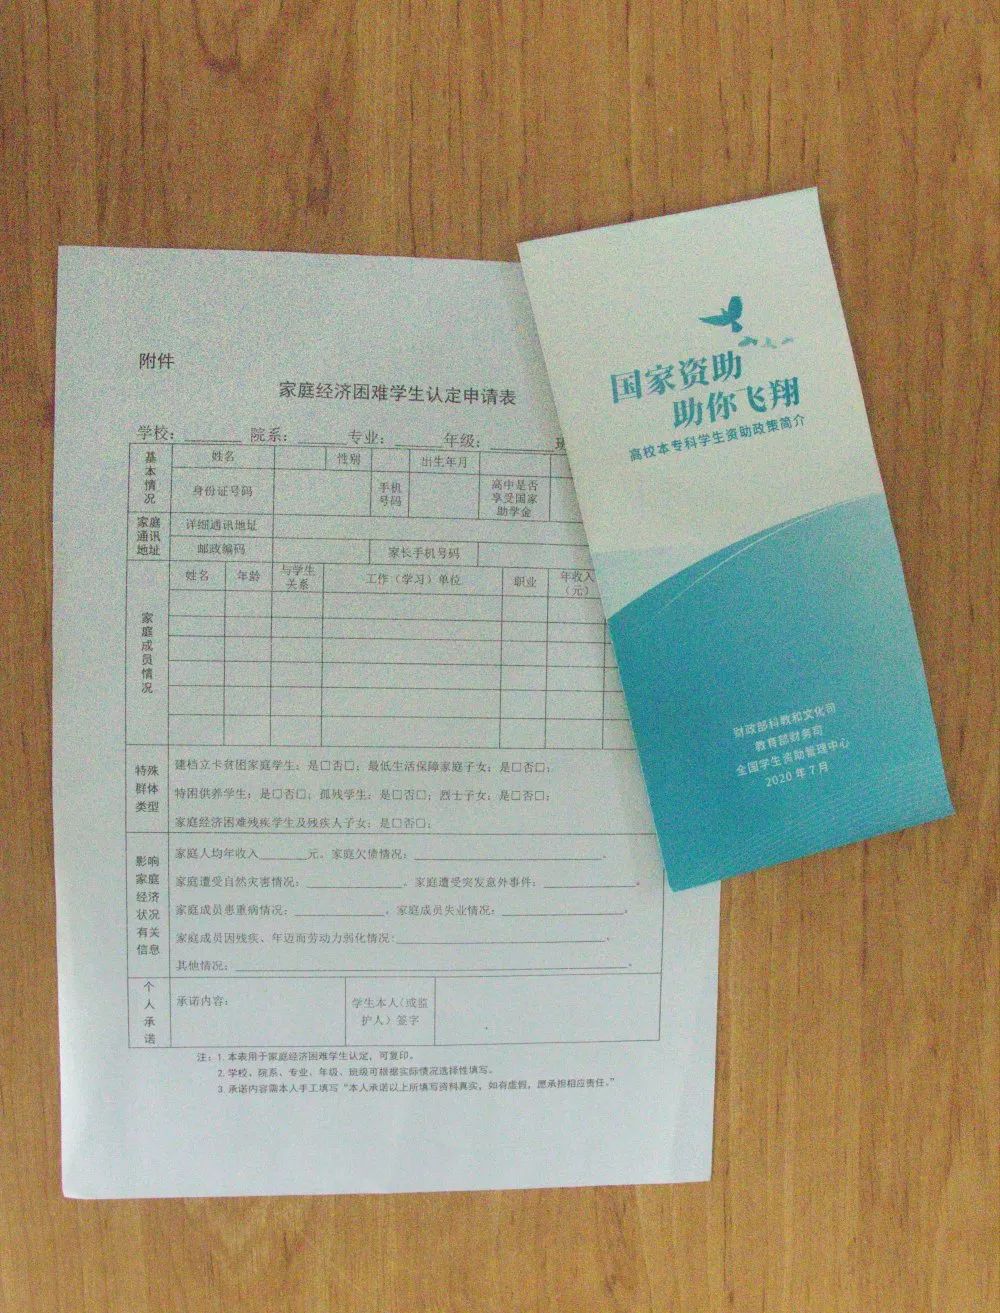 附件
家庭经济困难学生认定申请表
学校：______ 院系：______ 专业：______ 年级：______
基本情况
姓名 性别 出生年月
身份证号码 手机号码 高中是否享受国家助学金
家庭通讯地址
详细通讯地址
邮政编码 家长手机号码
家庭成员情况
姓名 年龄 与学生关系 工作（学习）单位 职业 年收入（元）
特殊群体类型
建档立卡贫困家庭学生：是□否□；最低生活保障家庭子女：是□否□；
特困供养学生：是□否□；孤残学生：是□否□；烈士子女：是□否□；
家庭经济困难残疾学生及残疾人子女：是□否□；
影响家庭经济状况有关信息
家庭人均年收入______元。家庭欠债情况：______。
家庭遭受自然灾害情况：______。家庭遭受突发意外事件：______。
家庭成员患重病情况：______。家庭成员失业情况：______。
家庭成员因残疾、年迈而劳动力弱化情况：______。
其他情况：______。
个人承诺
承诺内容： 学生本人（或监护人）签字
注：1. 本表用于家庭经济困难学生认定，可复印。
2. 学校、院系、专业、年级、班级可根据实际情况选择性填写。
3. 承诺内容需本人手工填写“本人承诺以上所填写资料真实，如有虚假，愿承担相应责任。”
国家资助
助你飞翔
高校本专科学生资助政策简介
财政部科教和文化司
教育部财务司
全国学生资助管理中心
2020 年 7 月